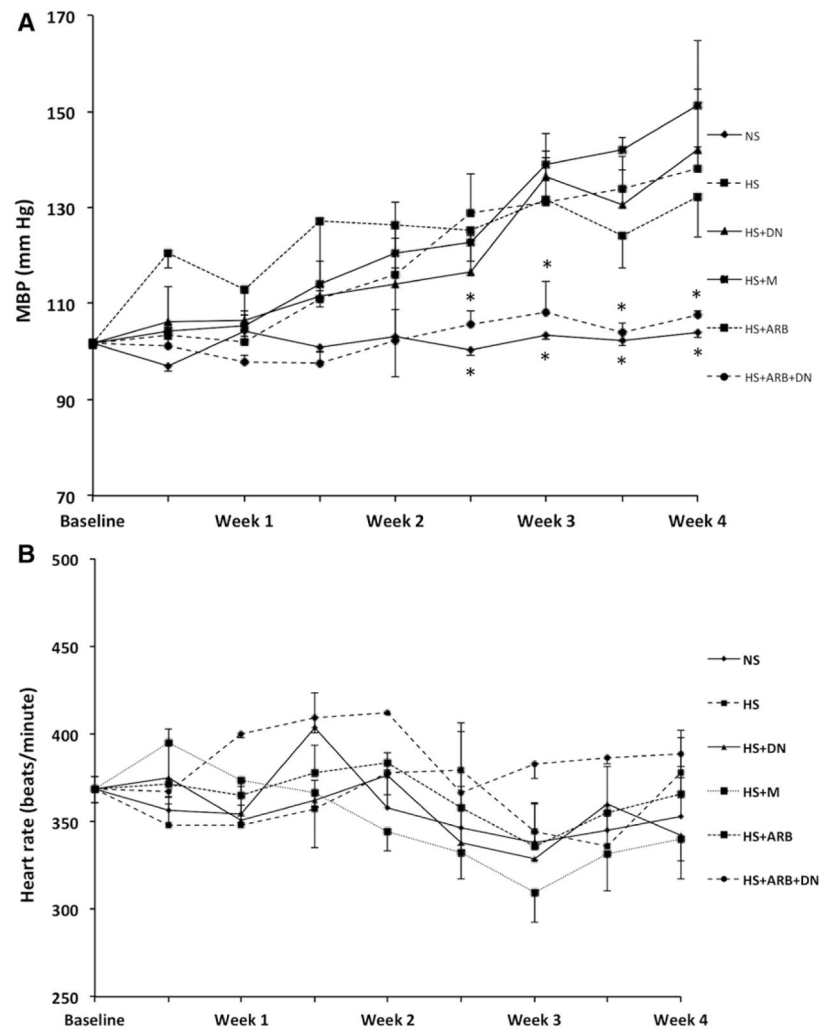 A
MBP (mm Hg)
170
150
130
110
90
70
Baseline Week 1 Week 2 Week 3 Week 4
* * * *
* * * *
NS
HS
HS+DN
HS+M
HS+ARB
HS+ARB+DN
B
Heart rate (beats/minute)
500
450
400
350
300
250
Baseline Week 1 Week 2 Week 3 Week 4
NS
HS
HS+DN
HS+M
HS+ARB
HS+ARB+DN